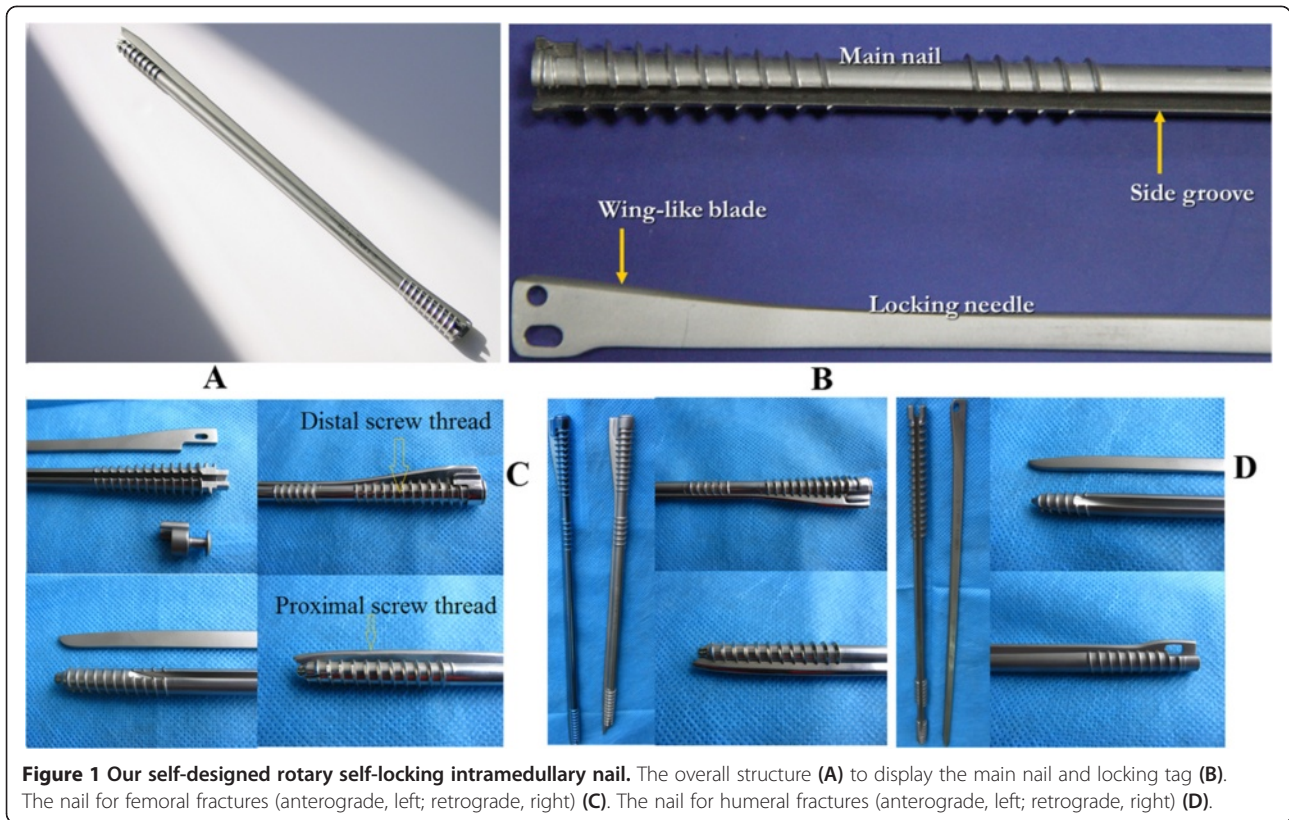 Main nail
Side groove
Wing-like blade
Locking needle
A
B
Distal screw thread
C
D
Proximal screw thread
Figure 1 Our self-designed rotary self-locking intramedullary nail. The overall structure (A) to display the main nail and locking tag (B).
The nail for femoral fractures (anterograde, left; retrograde, right) (C). The nail for humeral fractures (anterograde, left; retrograde, right) (D).